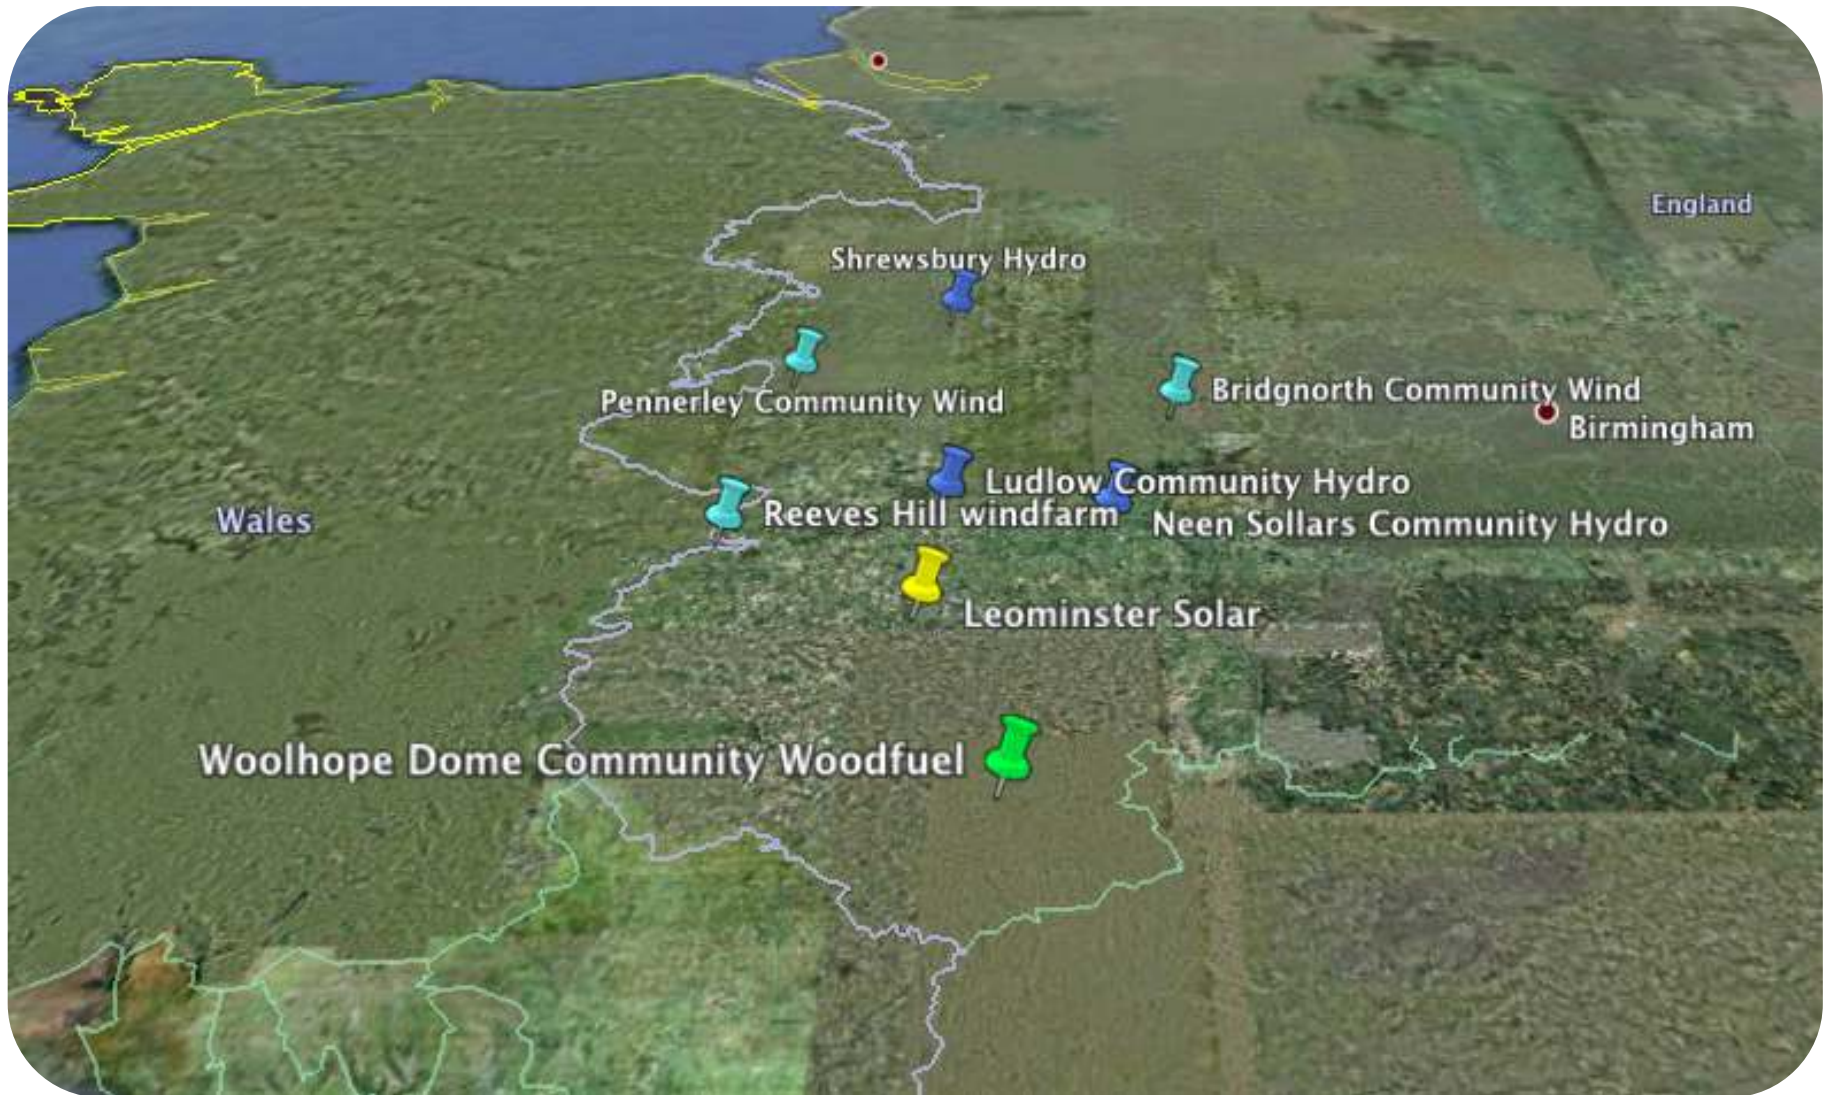 England
Shrewsbury Hydro
Pennerley Community Wind
Bridgnorth Community Wind
Birmingham
Ludlow Community Hydro
Reeves Hill windfarm
Neen Sollars Community Hydro
Wales
Leominster Solar
Woolhope Dome Community Woodfuel